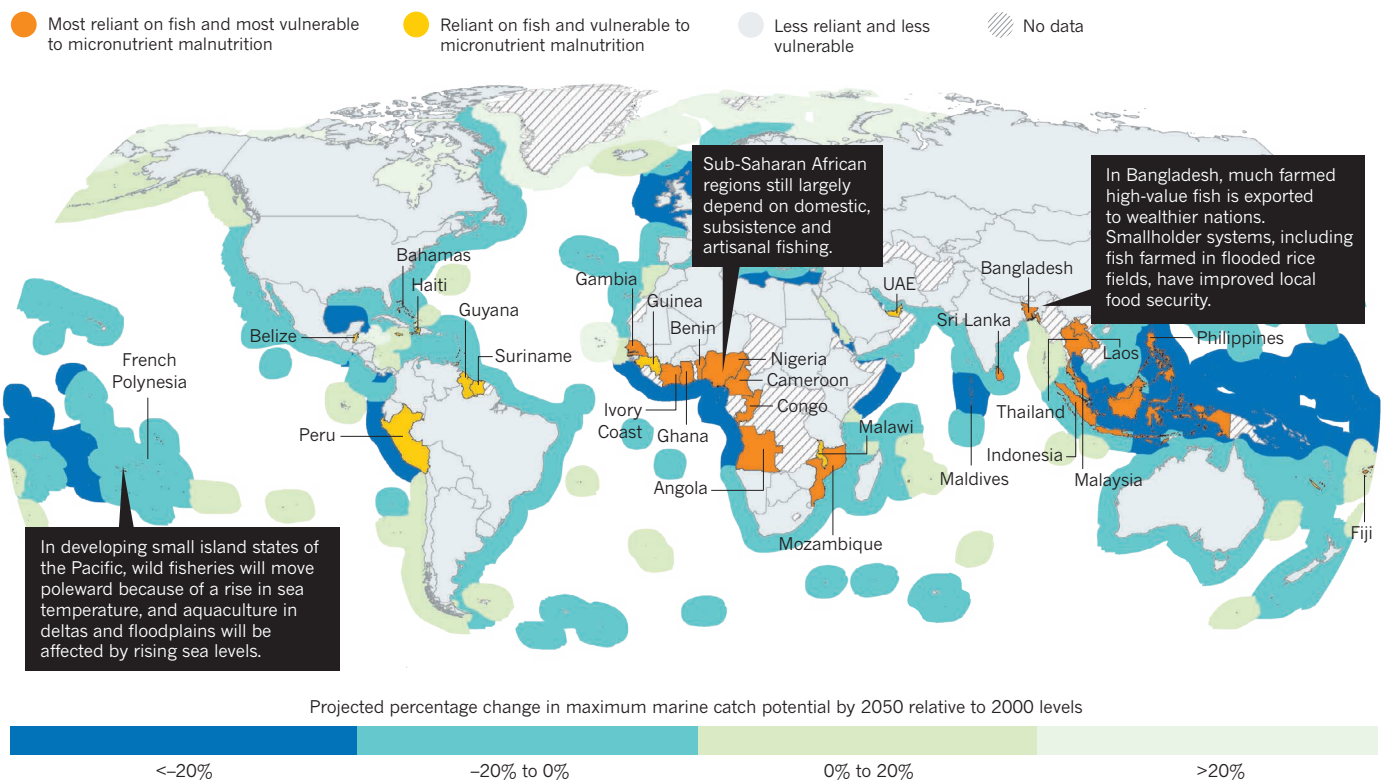 Most reliant on fish and most vulnerable
to micronutrient malnutrition
Reliant on fish and vulnerable to
micronutrient malnutrition
Less reliant and less
vulnerable
No data
Sub-Saharan African
regions still largely
depend on domestic,
subsistence and
artisanal fishing.
In Bangladesh, much farmed
high-value fish is exported
to wealthier nations.
Smallholder systems, including
fish farmed in flooded rice
fields, have improved local
food security.
Bahamas
Haiti
Guyana
Belize
Suriname
French
Polynesia
Peru
Gambia
Guinea
Benin
Nigeria
Cameroon
Congo
Ivory
Coast
Ghana
Angola
Malawi
Mozambique
UAE
Bangladesh
Sri Lanka
Maldives
Laos
Philippines
Thailand
Indonesia
Malaysia
Fiji
In developing small island states of
the Pacific, wild fisheries will move
poleward because of a rise in sea
temperature, and aquaculture in
deltas and floodplains will be
affected by rising sea levels.
Projected percentage change in maximum marine catch potential by 2050 relative to 2000 levels
<–20%
–20% to 0%
0% to 20%
>20%